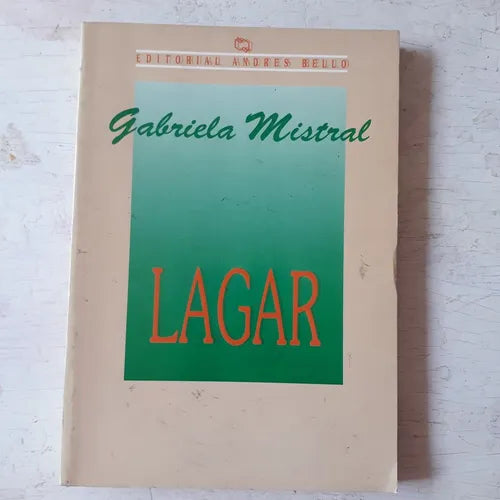 EDITORIAL ANDRES BELLO
Gabriela Mistral
LAGAR